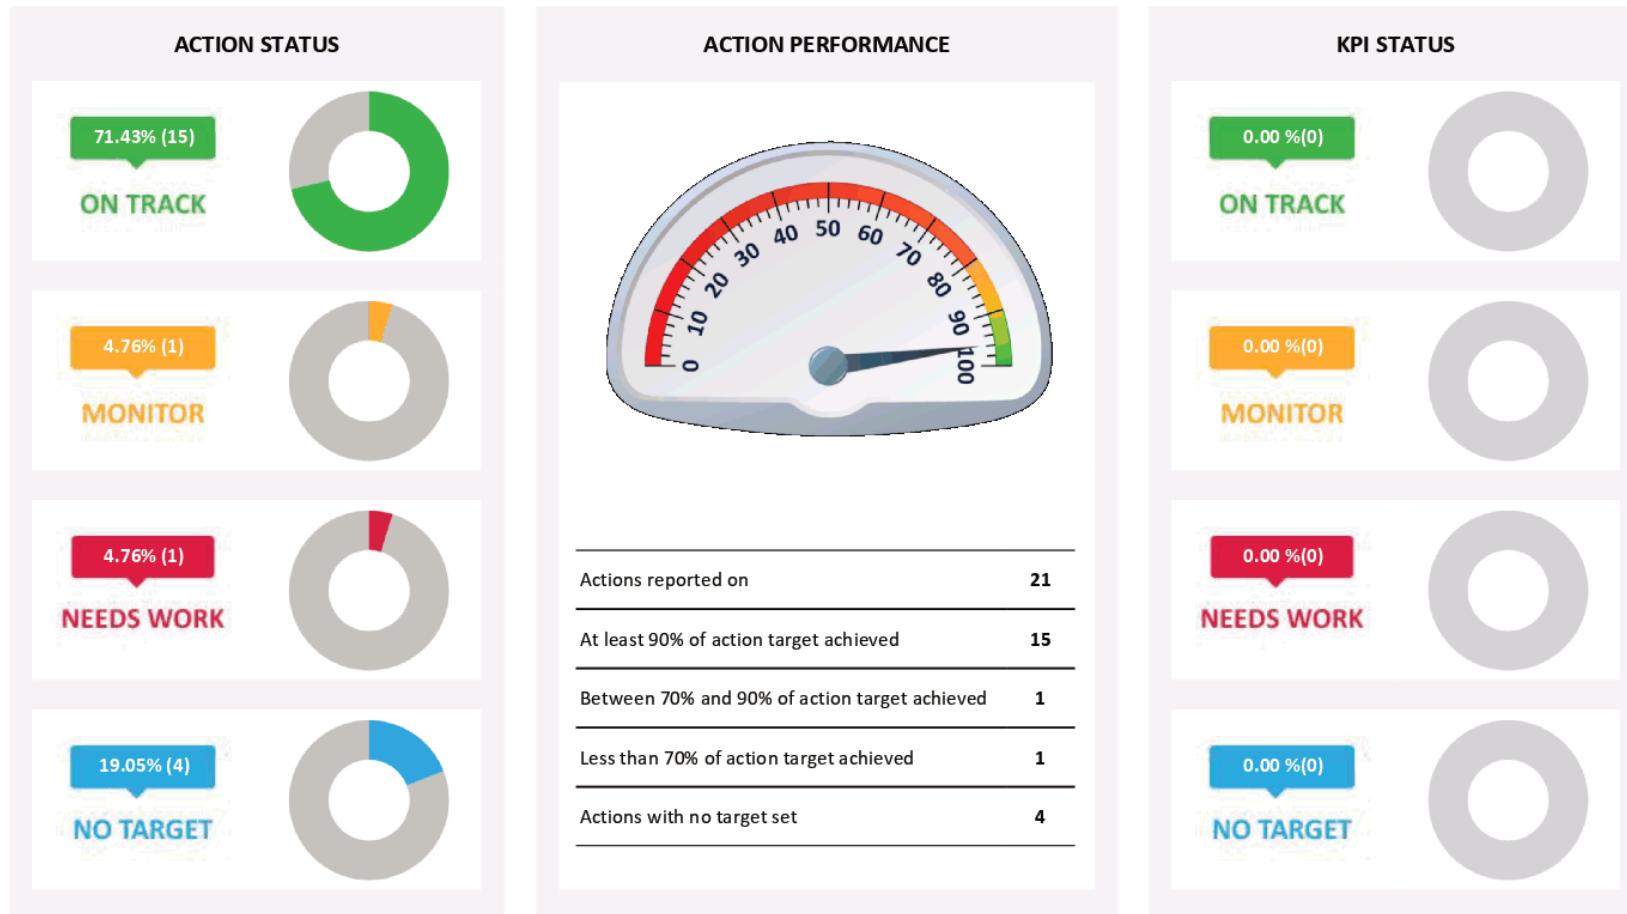 ACTION STATUS
71.43% (15)
ON TRACK
4.76% (1)
MONITOR
4.76% (1)
NEEDS WORK
19.05% (4)
NO TARGET
ACTION PERFORMANCE
0 10 20 30 40 50 60 70 80 90 100
Actions reported on 21
At least 90% of action target achieved 15
Between 70% and 90% of action target achieved 1
Less than 70% of action target achieved 1
Actions with no target set 4
KPI STATUS
0.00 %(0)
ON TRACK
0.00 %(0)
MONITOR
0.00 %(0)
NEEDS WORK
0.00 %(0)
NO TARGET